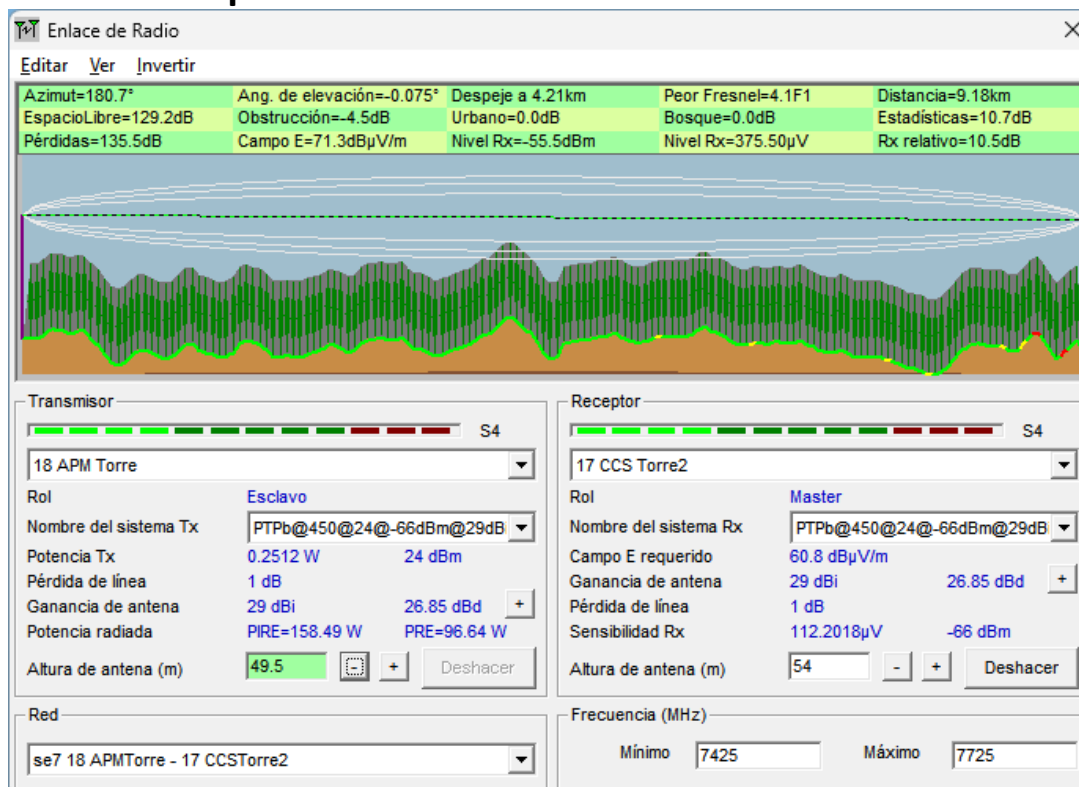 Enlace de Radio
Editar Ver Invertir
Azimut=180.7° Ang. de elevación=-0.075° Despeje a 4.21km Peor Fresnel=4.1F1 Distancia=9.18km
EspacioLibre=129.2dB Obstrucción=-4.5dB Urbano=0.0dB Bosque=0.0dB Estadísticas=10.7dB
Pérdidas=135.5dB Campo E=71.3dBµV/m Nivel Rx=-55.5dBm Nivel Rx=375.50µV Rx relativo=10.5dB
Transmisor
S4
18 APM Torre
Rol Esclavo
Nombre del sistema Tx PTPb@450@24@-66dBm@29dB
Potencia Tx 0.2512 W 24 dBm
Pérdida de línea 1 dB
Ganancia de antena 29 dBi 26.85 dBd +
Potencia radiada PIRE=158.49 W PRE=96.64 W
Altura de antena (m) 49.5 - + Deshacer
Receptor
S4
17 CCS Torre2
Rol Master
Nombre del sistema Rx PTPb@450@24@-66dBm@29dB
Campo E requerido 60.8 dBµV/m
Ganancia de antena 29 dBi 26.85 dBd +
Pérdida de línea 1 dB
Sensibilidad Rx 112.2018µV -66 dBm
Altura de antena (m) 54 - + Deshacer
Red
se7 18 APMTorre - 17 CCSTorre2
Frecuencia (MHz)
Mínimo 7425 Máximo 7725